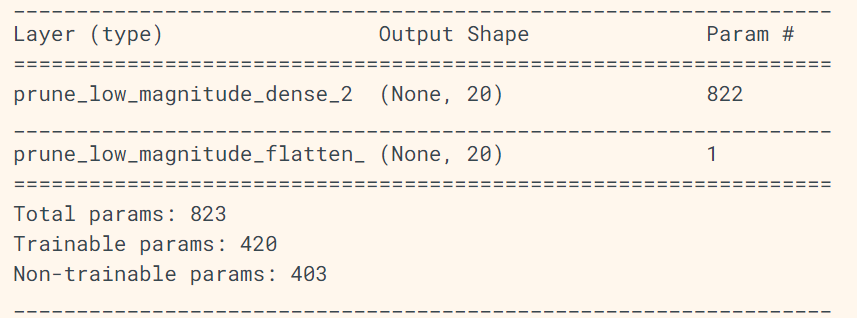 _________________________________________________________________
Layer (type)                 Output Shape              Param #
=================================================================
prune_low_magnitude_dense_2  (None, 20)                822
_________________________________________________________________
prune_low_magnitude_flatten_ (None, 20)                1
=================================================================
Total params: 823
Trainable params: 420
Non-trainable params: 403
_________________________________________________________________